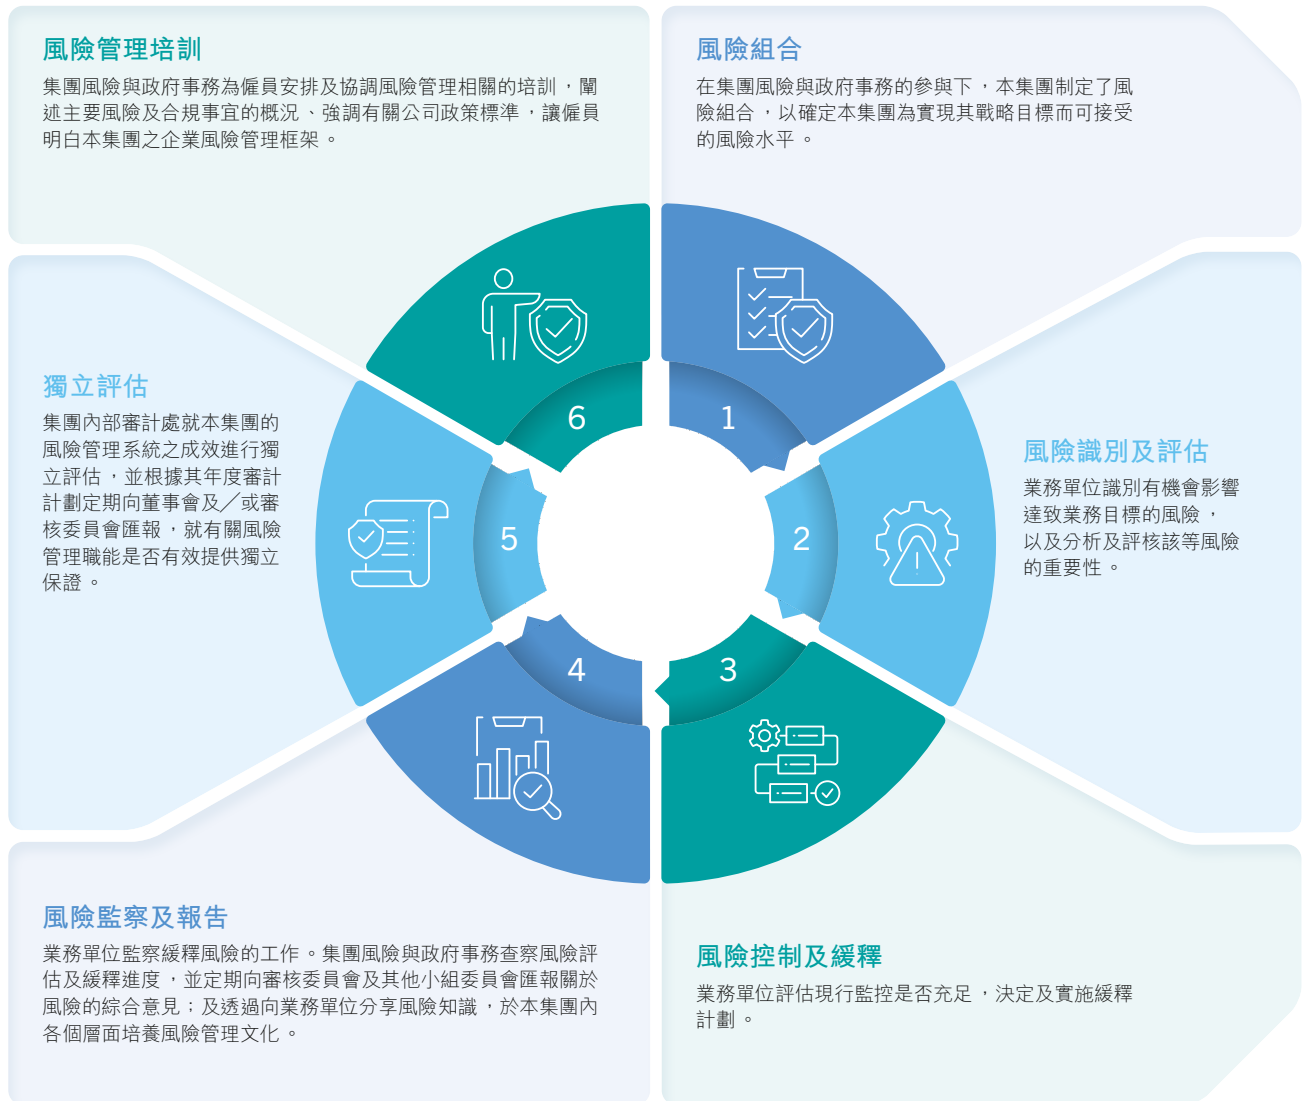 風險管理培訓
集團風險與政府事務為僱員安排及協調風險管理相關的培訓，闡
述主要風險及合規事宜的概況、強調有關公司政策標準，讓僱員
明白本集團之企業風險管理框架。
風險組合
在集團風險與政府事務的參與下，本集團制定了風
險組合，以確定本集團為實現其戰略目標而可接受
的風險水平。
獨立評估
集團內部審計處就本集團的
風險管理系統之成效進行獨
立評估，並根據其年度審計
計劃定期向董事會及╱或審
核委員會匯報，就有關風險
管理職能是否有效提供獨立
保證。
6
1
5
2
4
3
風險識別及評估
業務單位識別有機會影響
達致業務目標的風險，
以及分析及評核該等風險
的重要性。
風險監察及報告
業務單位監察緩釋風險的工作。集團風險與政府事務查察風險評
估及緩釋進度，並定期向審核委員會及其他小組委員會匯報關於
風險的綜合意見；及透過向業務單位分享風險知識，於本集團內
各個層面培養風險管理文化。
風險控制及緩釋
業務單位評估現行監控是否充足，決定及實施緩釋
計劃。